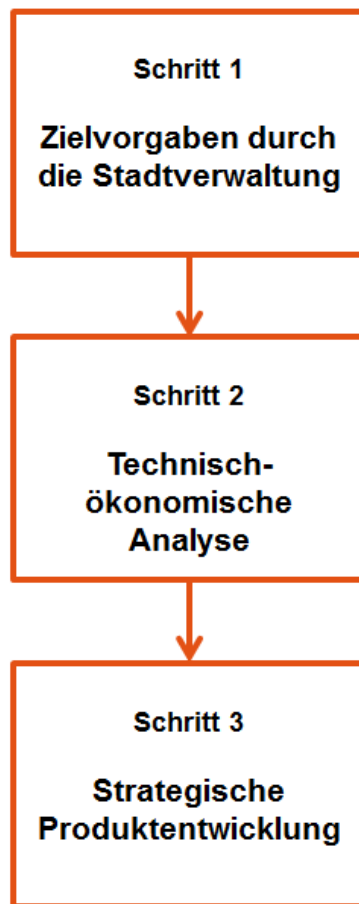 Schritt 1
Zielvorgaben durch
die Stadtverwaltung
Schritt 2
Technisch-
ökonomische
Analyse
Schritt 3
Strategische
Produktentwicklung